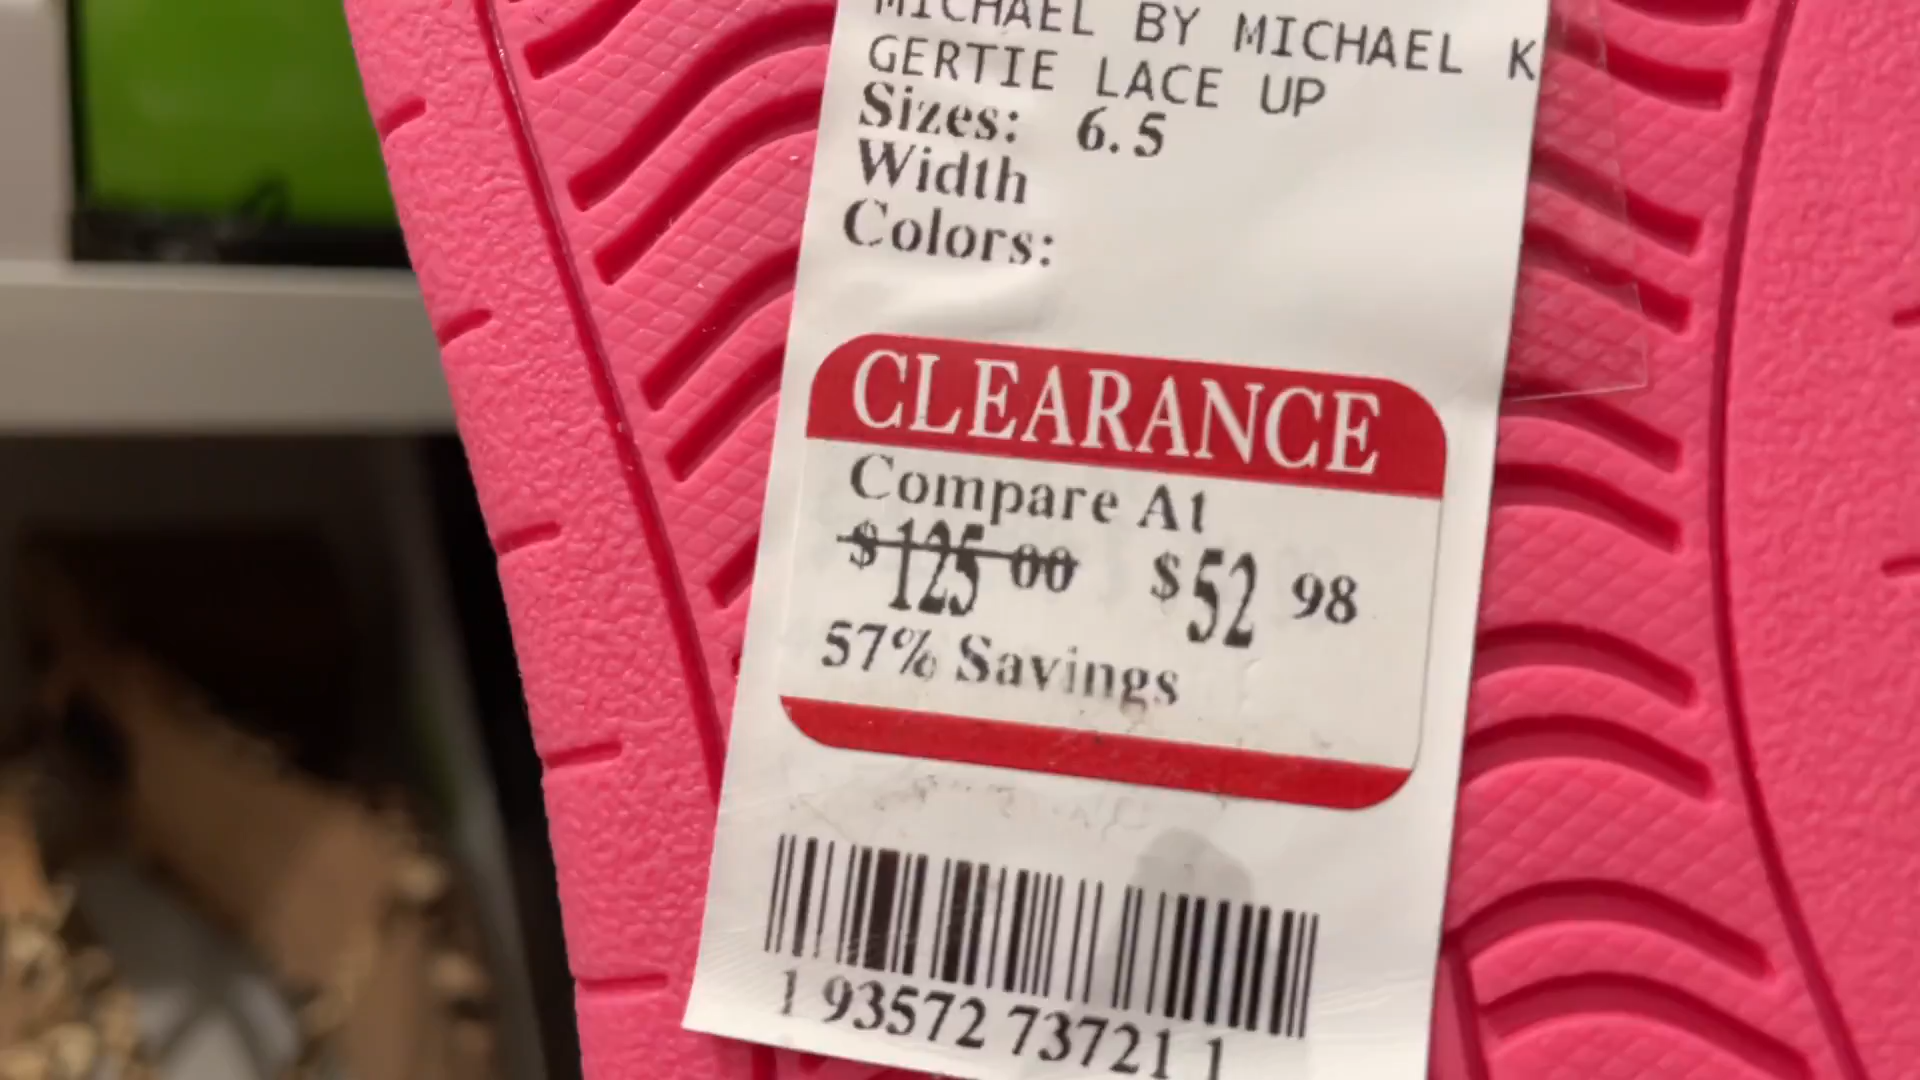 MICHAEL BY MICHAEL K
GERTIE LACE UP
Sizes: 6.5
Width
Colors:
CLEARANCE
Compare At
$125 00 $52 98
57% Savings
1 93572 73721 1